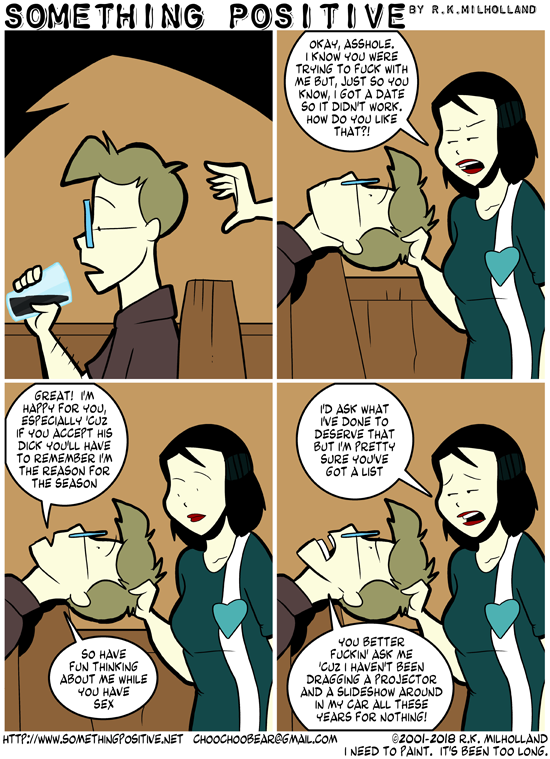 SOMETHING POSITIVE BY R.K.MILHOLLAND
OKAY, ASSHOLE.
I KNOW YOU WERE
TRYING TO FUCK WITH
ME BUT, JUST SO YOU
KNOW, I GOT A DATE
SO IT DIDN'T WORK.
HOW DO YOU LIKE
THAT?!
GREAT! I'M
HAPPY FOR YOU,
ESPECIALLY 'CUZ
IF YOU ACCEPT HIS
DICK YOU'LL HAVE
TO REMEMBER I'M
THE REASON FOR
THE SEASON
SO HAVE
FUN THINKING
ABOUT ME WHILE
YOU HAVE
SEX
I'D ASK WHAT
I'VE DONE TO
DESERVE THAT
BUT I'M PRETTY
SURE YOU'VE
GOT A LIST
YOU BETTER
FUCKIN' ASK ME
'CUZ I HAVEN'T BEEN
DRAGGING A PROJECTOR
AND A SLIDESHOW AROUND
IN MY CAR ALL THESE
YEARS FOR NOTHING!
HTTP://WWW.SOMETHINGPOSITIVE.NET CHOOCHOOBEAR@GMAIL.COM ©2001-2018 R.K. MILHOLLAND
I NEED TO PAINT. IT'S BEEN TOO LONG.